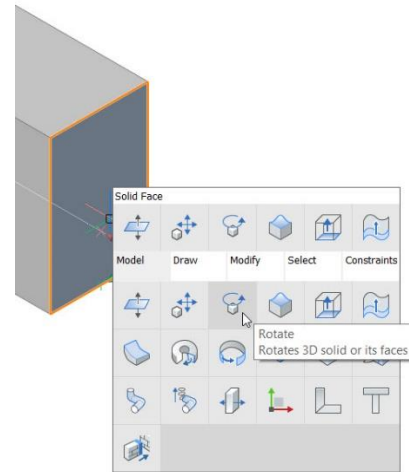 Solid Face
Model Draw Modify Select Constraints
Rotate
Rotates 3D solid or its faces